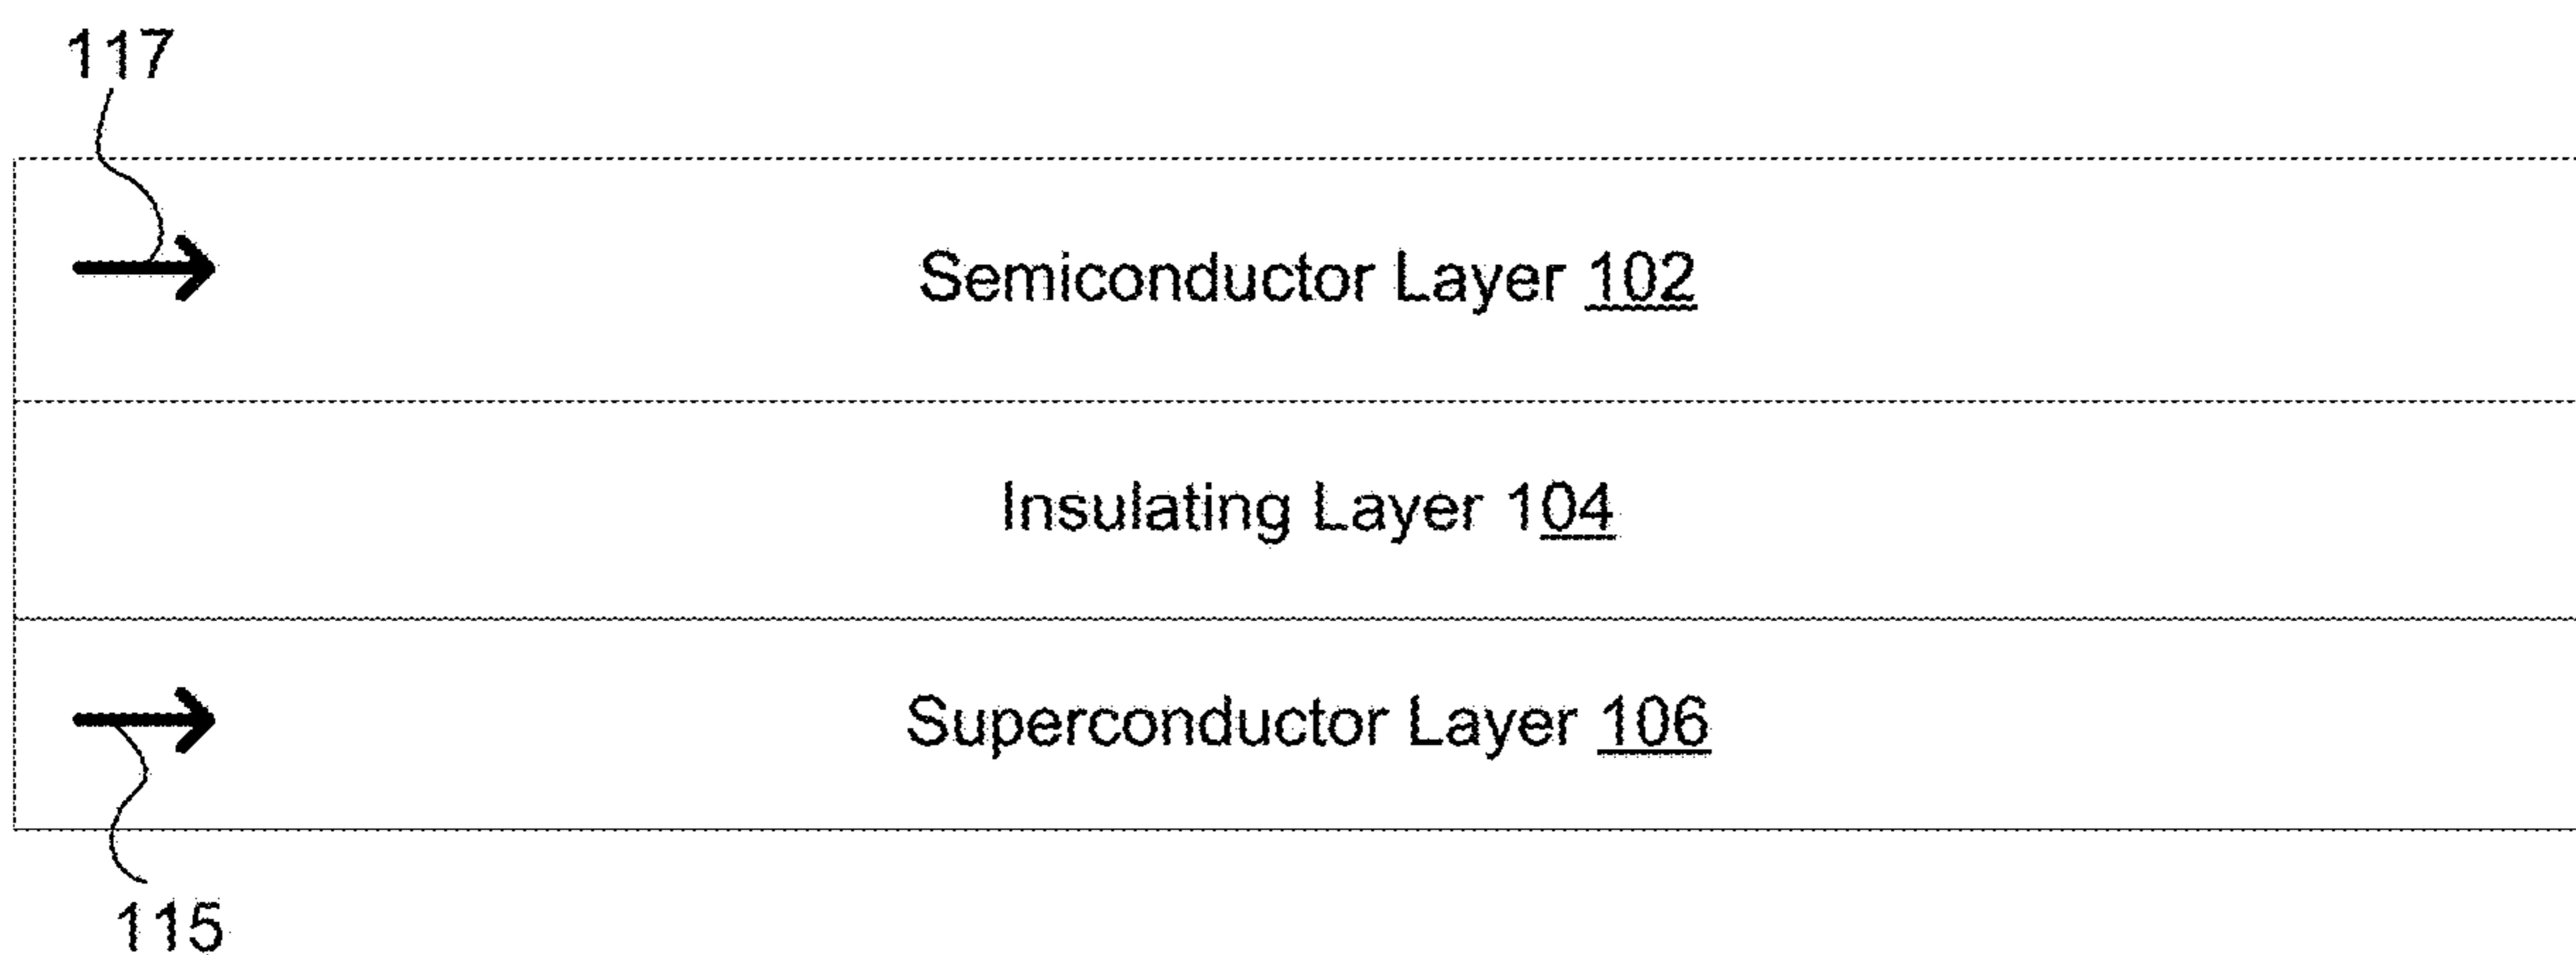 117
Semiconductor Layer 102
Insulating Layer 104
Superconductor Layer 106
115